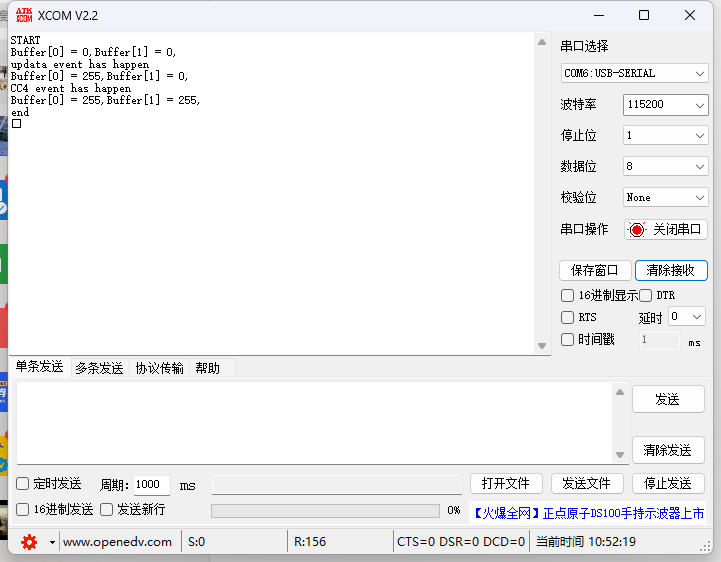 ATK
XCOM
XCOM V2.2
START
Buffer[0] = 0,Buffer[1] = 0,
updata event has happen
Buffer[0] = 255,Buffer[1] = 0,
CC4 event has happen
Buffer[0] = 255,Buffer[1] = 255,
end
串口选择
COM6:USB-SERIAL
波特率
115200
停止位
1
数据位
8
校验位
None
串口操作
关闭串口
保存窗口
清除接收
16进制显示
DTR
RTS
延时
0
时间戳
1
ms
单条发送
多条发送
协议传输
帮助
发送
清除发送
定时发送
周期:
1000
ms
打开文件
发送文件
停止发送
16进制发送
发送新行
0%
【火爆全网】正点原子DS100手持示波器上市
www.openedv.com
S:0
R:156
CTS=0 DSR=0 DCD=0
当前时间 10:52:19